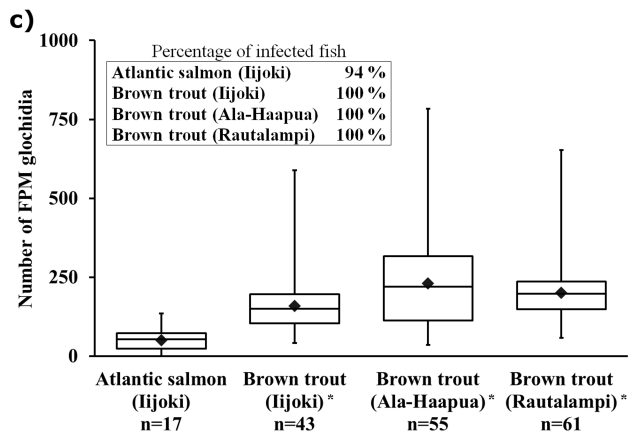 c)
1000
Percentage of infected fish
Atlantic salmon (Iijoki) 94 %
Brown trout (Iijoki) 100 %
Brown trout (Ala-Haapua) 100 %
Brown trout (Rautalampi) 100 %
750
500
250
0
Number of FPM glochidia
Atlantic salmon Brown trout Brown trout Brown trout
(Iijoki) (Iijoki) * (Ala-Haapua) * (Rautalampi) *
n=17 n=43 n=55 n=61